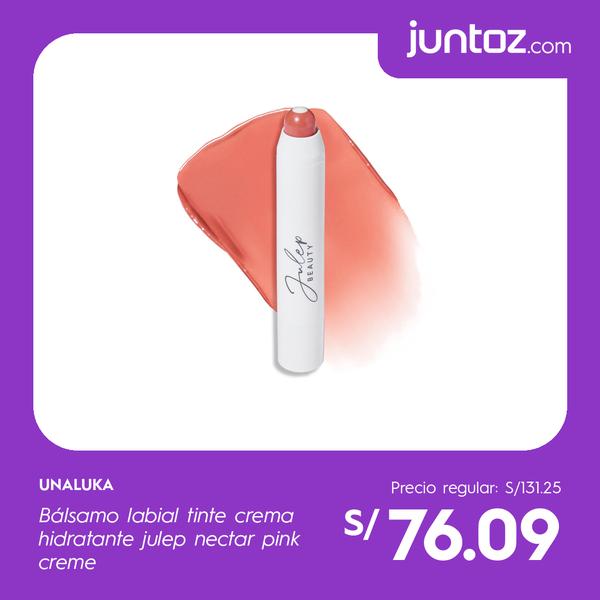 juntoz.com
Julep
BEAUTY
UNALUKA
Bálsamo labial tinte crema
hidratante julep nectar pink
creme
Precio regular: S/131.25
S/76.09